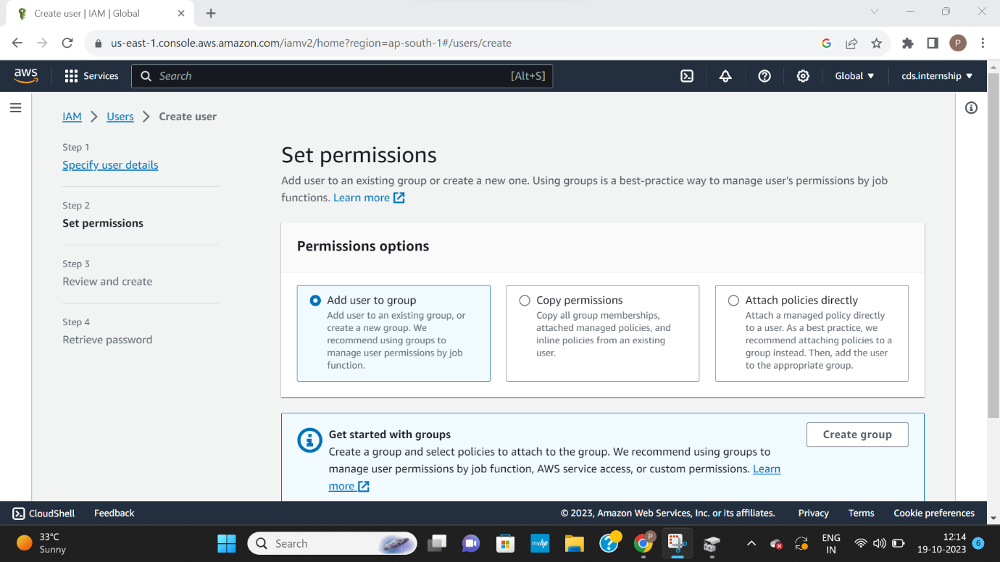 Create user | IAM | Global
us-east-1.console.aws.amazon.com/iamv2/home?region=ap-south-1#/users/create
P
aws
Services
Search
[Alt+S]
Global
cds.internship
IAM
Users
Create user
Step 1
Specify user details
Step 2
Set permissions
Step 3
Review and create
Step 4
Retrieve password
Set permissions
Add user to an existing group or create a new one. Using groups is a best-practice way to manage user's permissions by job
functions. Learn more
Permissions options
Add user to group
Add user to an existing group, or
create a new group. We
recommend using groups to
manage user permissions by job
function.
Copy permissions
Copy all group memberships,
attached managed policies, and
inline policies from an existing
user.
Attach policies directly
Attach a managed policy directly
to a user. As a best practice, we
recommend attaching policies to a
group instead. Then, add the user
to the appropriate group.
Get started with groups
Create a group and select policies to attach to the group. We recommend using groups to
manage user permissions by job function, AWS service access, or custom permissions. Learn
more
Create group
CloudShell
Feedback
© 2023, Amazon Web Services, Inc. or its affiliates.
Privacy
Terms
Cookie preferences
33°C
Sunny
Search
myhp
P
ENG
IN
12:14
19-10-2023
6